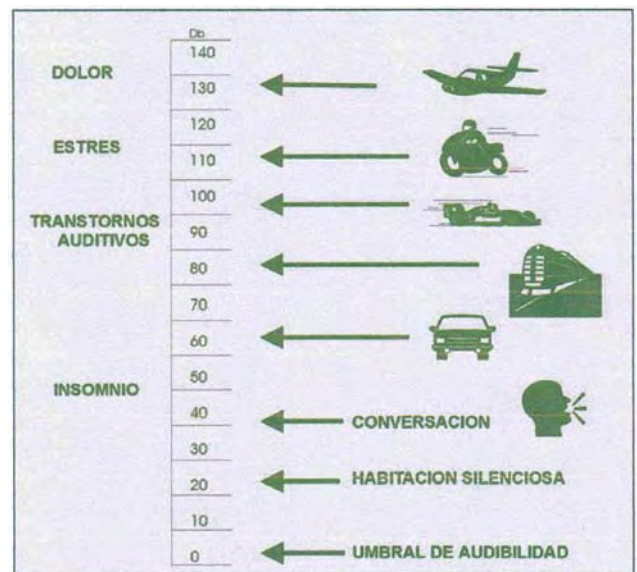 Db
140
DOLOR
130
120
ESTRES
110
100
TRANSTORNOS
AUDITIVOS
90
80
70
60
50
INSOMNIO
40
CONVERSACION
30
20
HABITACION SILENCIOSA
10
0
UMBRAL DE AUDIBILIDAD